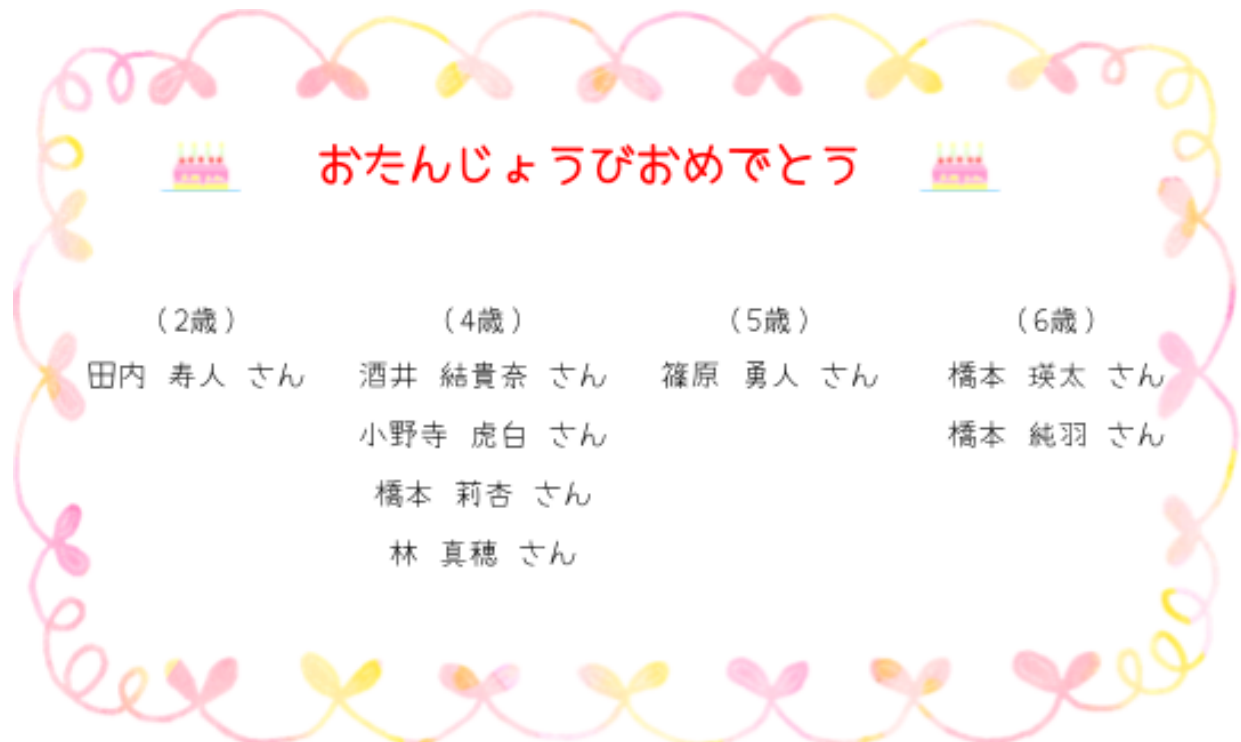 おたんじょうびおめでとう
（2歳） （4歳） （5歳） （6歳）
田内 寿人 さん 酒井 結貴奈 さん 篠原 勇人 さん 橋本 瑛太 さん
小野寺 虎白 さん 橋本 純羽 さん
橋本 莉杏 さん
林 真穂 さん